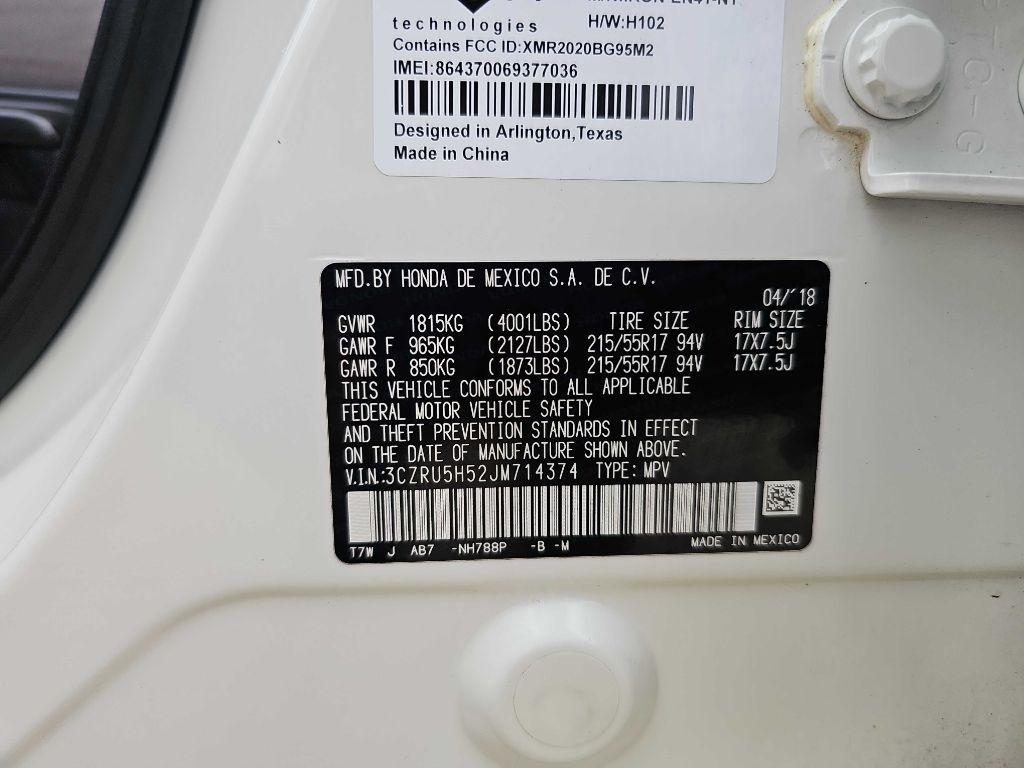 technologies H/W:H102
Contains FCC ID:XMR2020BG95M2
IMEI:864370069377036
Designed in Arlington,Texas
Made in China
MFD.BY HONDA DE MEXICO S.A. DE C.V.
04/'18
GVWR 1815KG (4001LBS) TIRE SIZE RIM SIZE
GAWR F 965KG (2127LBS) 215/55R17 94V 17X7.5J
GAWR R 850KG (1873LBS) 215/55R17 94V 17X7.5J
THIS VEHICLE CONFORMS TO ALL APPLICABLE
FEDERAL MOTOR VEHICLE SAFETY
AND THEFT PREVENTION STANDARDS IN EFFECT
ON THE DATE OF MANUFACTURE SHOWN ABOVE.
V.I.N:3CZRU5H52JM714374 TYPE:MPV
T7W J AB7 -NH788P -B -M MADE IN MEXICO